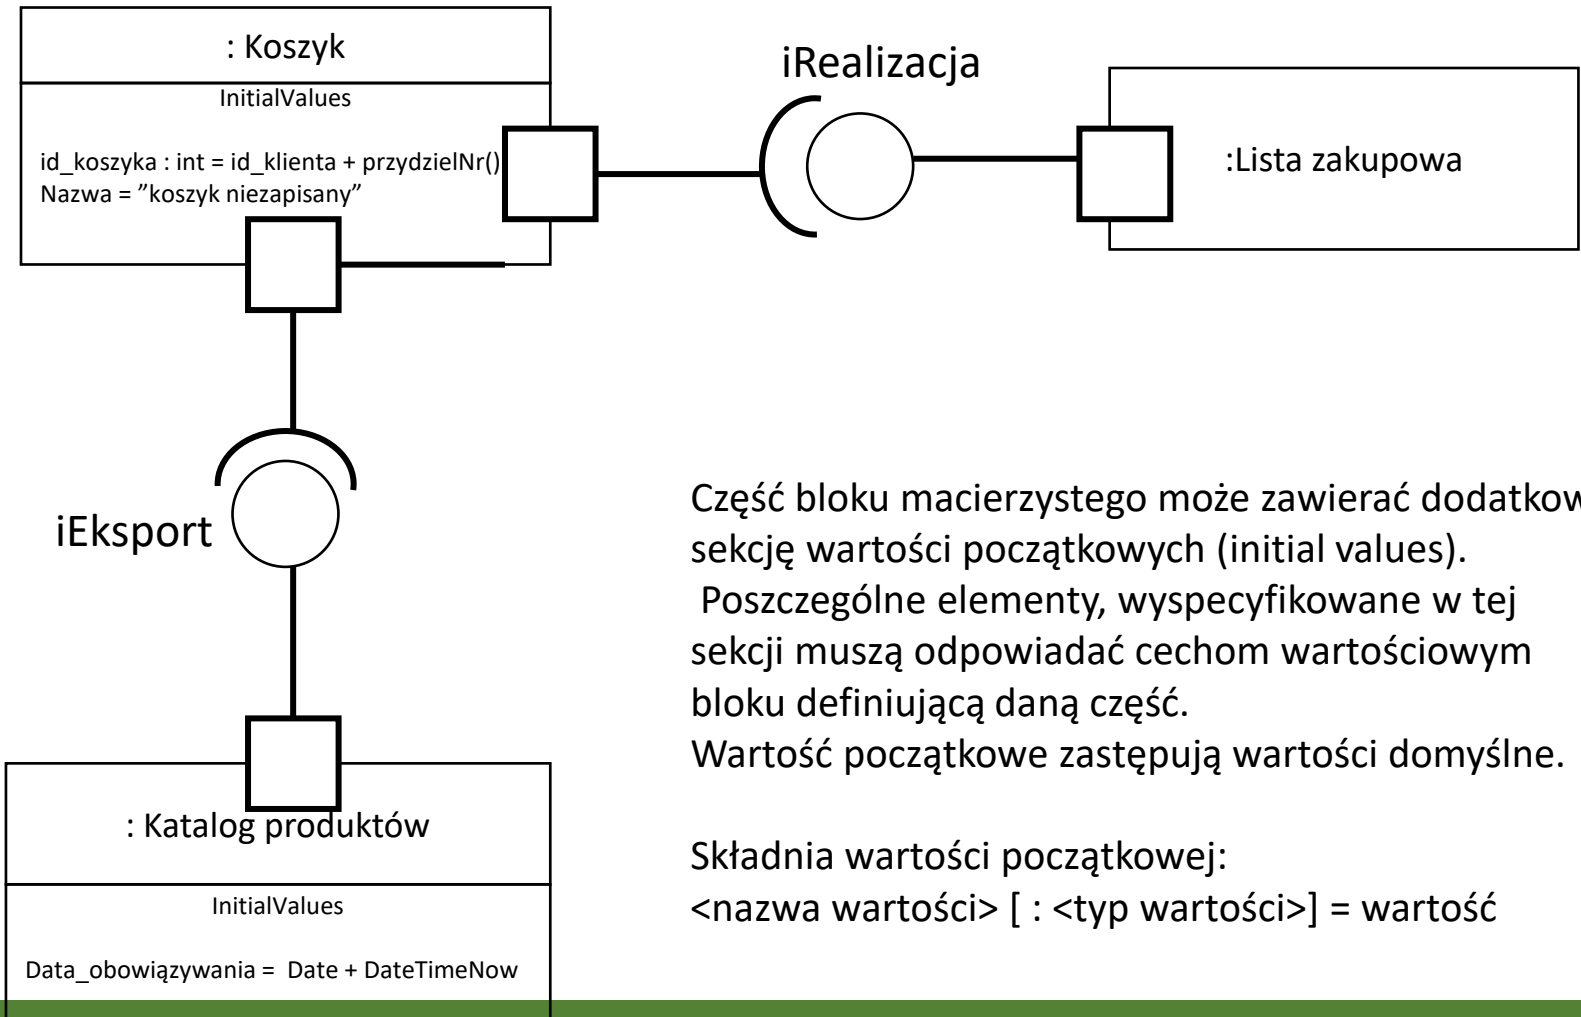 : Koszyk
InitialValues
id_koszyka : int = id_klienta + przydzielNr()
Nazwa = ”koszyk niezapisany”
iRealizacja
:Lista zakupowa
iEksport
: Katalog produktów
InitialValues
Data_obowiązywania = Date + DateTimeNow
Część bloku macierzystego może zawierać
sekcję wartości początkowych (initial values).
Poszczególne elementy, wyspecyfikowane w tej
sekcji muszą odpowiadać cechom wartościowym
bloku definiującą daną część.
Wartość początkowe zastępują wartości domyślne.
Składnia wartości początkowej:
<nazwa wartości> [ : <typ wartości>] = wartość